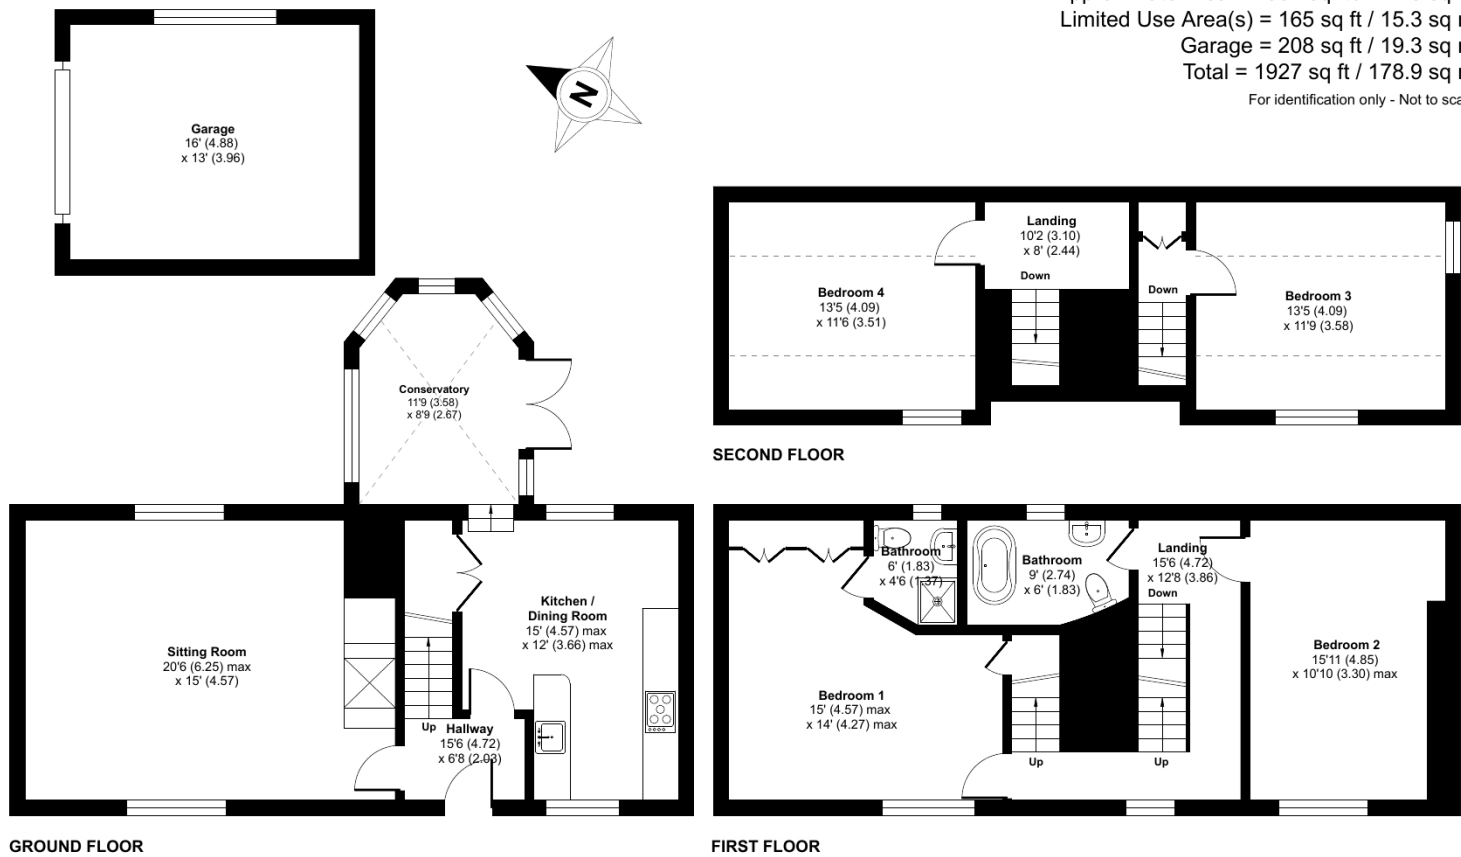 Limited Use Area(s) = 165 sq ft / 15.3 sq
Garage = 208 sq ft / 19.3 sq
Total = 1927 sq ft / 178.9 sq
For identification only - Not to
N
Garage
16' (4.88)
x 13' (3.96)
Conservatory
11'9 (3.58)
x 8'9 (2.67)
Landing
10'2 (3.10)
x 8' (2.44)
Down
Bedroom 4
13'5 (4.09)
x 11'6 (3.51)
Down
Bedroom 3
13'5 (4.09)
x 11'9 (3.58)
SECOND FLOOR
Sitting Room
20'6 (6.25) max
x 15' (4.57)
Kitchen /
Dining Room
15' (4.57) max
x 12' (3.66) max
Up
Hallway
15'6 (4.72)
x 6'8 (2.03)
GROUND FLOOR
Bathroom
6' (1.83)
x 4'6 (1.37)
Bathroom
9' (2.74)
x 6' (1.83)
Landing
15'6 (4.72)
x 12'8 (3.86)
Down
Bedroom 1
15' (4.57) max
x 14' (4.27) max
Up
Up
Bedroom 2
15'11 (4.85)
x 10'10 (3.30) max
FIRST FLOOR